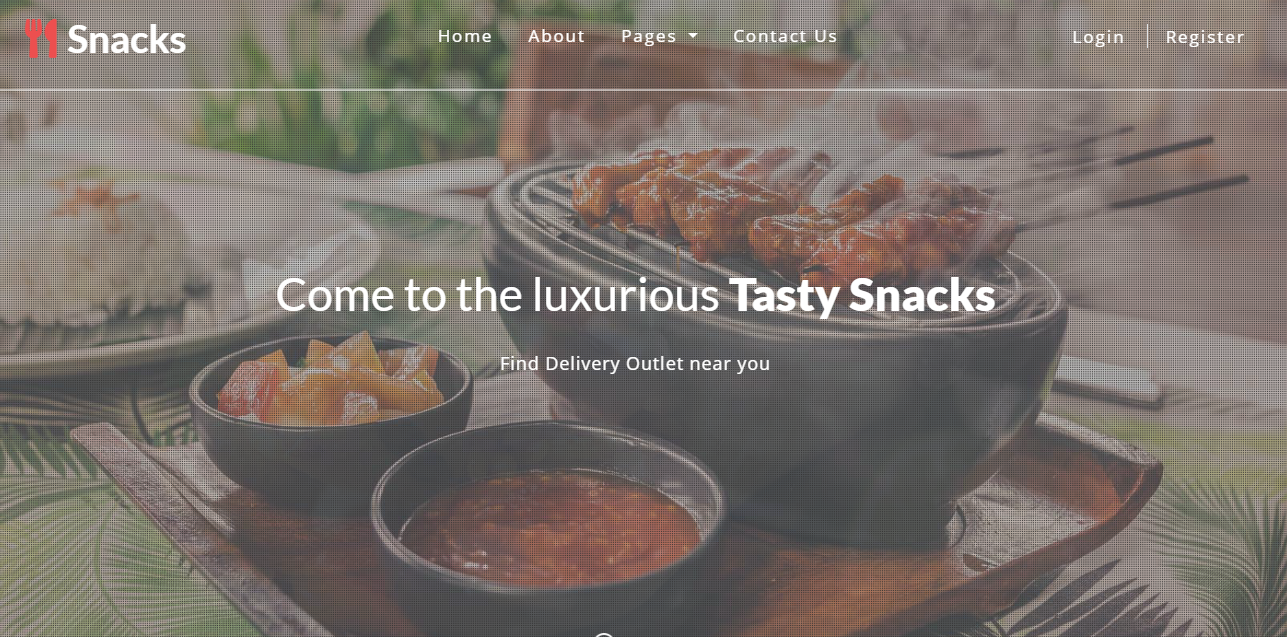 Snacks
Home About Pages Contact Us
Login Register
Come to the luxurious Tasty Snacks
Find Delivery Outlet near you